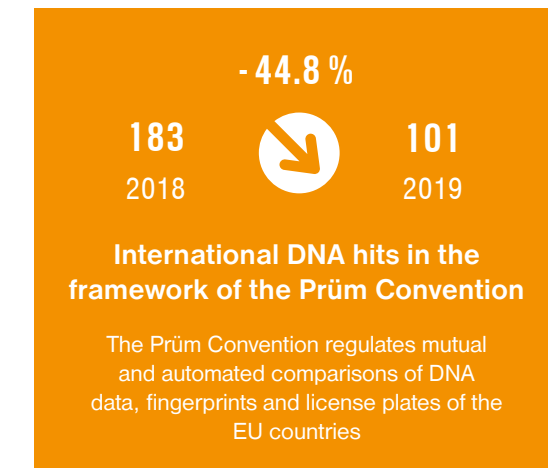 - 44.8 %
183
101
2018
2019
International DNA hits in the
framework of the Prüm Convention
The Prüm Convention regulates mutual
and automated comparisons of DNA
data, fingerprints and license plates of the
EU countries